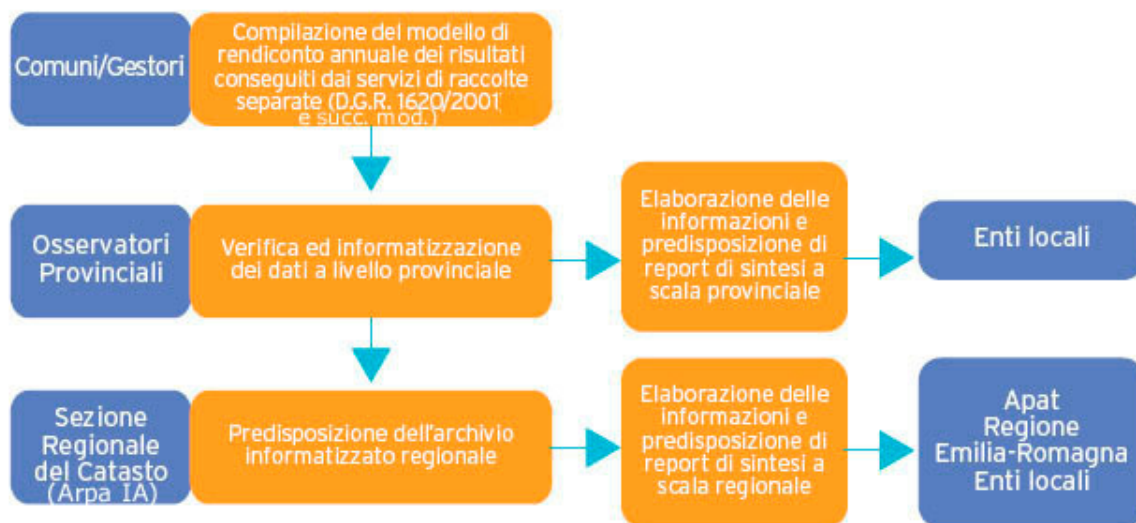 Comuni/Gestori
Compilazione del modello di
rendiconto annuale dei risultati
conseguiti dai servizi di raccolte
separate (D.G.R. 1620/2001
e succ. mod.)
Osservatori
Provinciali
Verifica ed informatizzazione
dei dati a livello provinciale
Elaborazione delle
informazioni e
predisposizione di
report di sintesi a
scala provinciale
Enti locali
Sezione
Regionale
del Catasto
(Arpa IA)
Predisposizione dell'archivio
informatizzato regionale
Elaborazione delle
informazioni e
predisposizione di
report di sintesi a
scala regionale
Apat
Regione
Emilia-Romagna
Enti locali